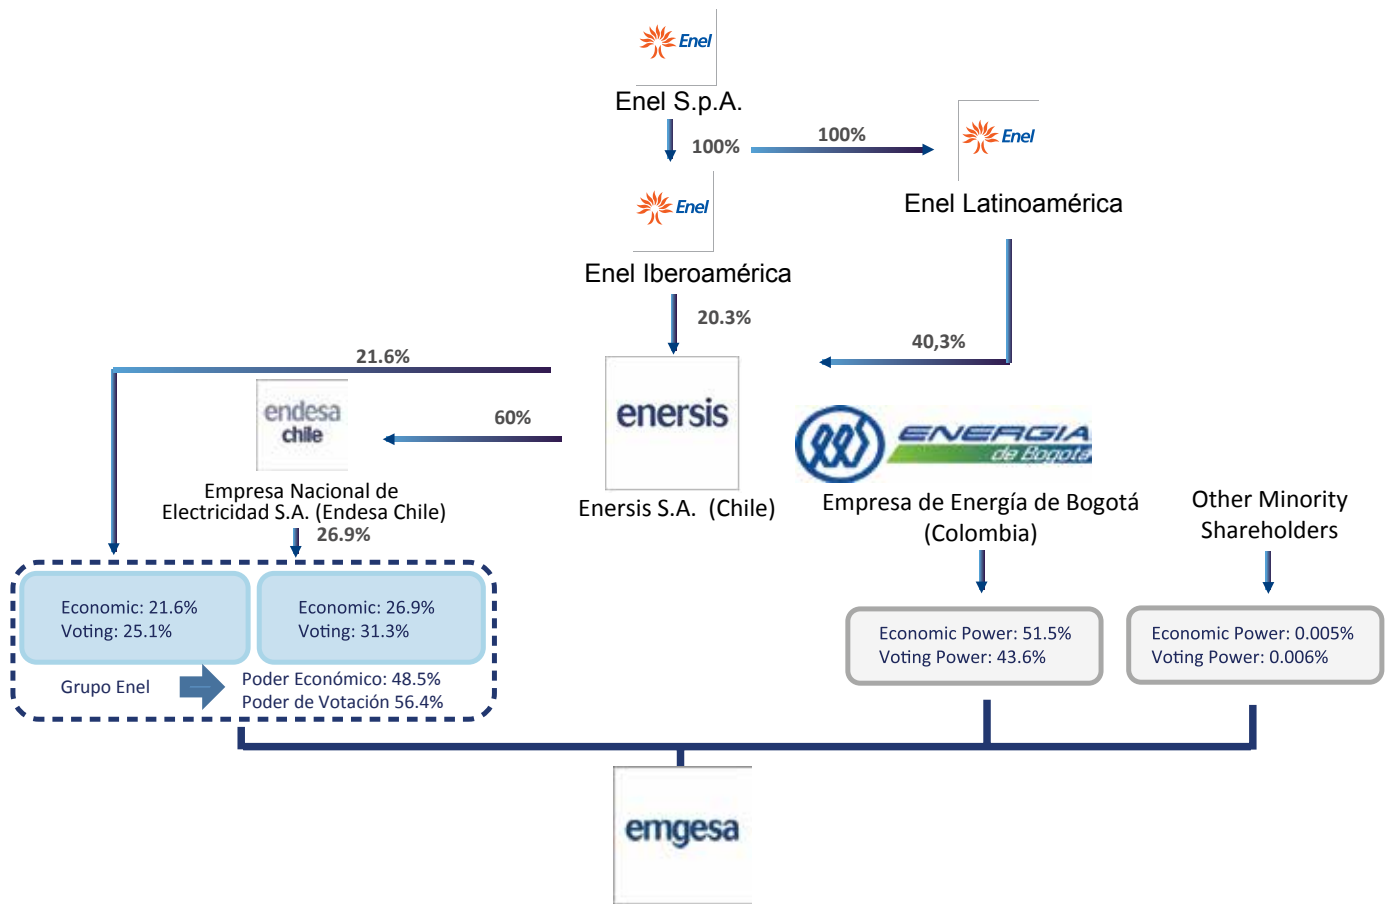 Enel
Enel S.p.A.
100%
100%
Enel
Enel
Enel Latinoamérica
Enel Iberoamérica
20.3%
40,3%
21.6%
60%
endesa
chile
enersis
ENERGIA
de Bogotá
Empresa Nacional de
Electricidad S.A. (Endesa Chile)
26.9%
Enersis S.A. (Chile)
Empresa de Energía de Bogotá
(Colombia)
Other Minority
Shareholders
Economic: 21.6%
Voting: 25.1%
Economic: 26.9%
Voting: 31.3%
Grupo Enel
Poder Económico: 48.5%
Poder de Votación 56.4%
Economic Power: 51.5%
Voting Power: 43.6%
Economic Power: 0.005%
Voting Power: 0.006%
emgesa